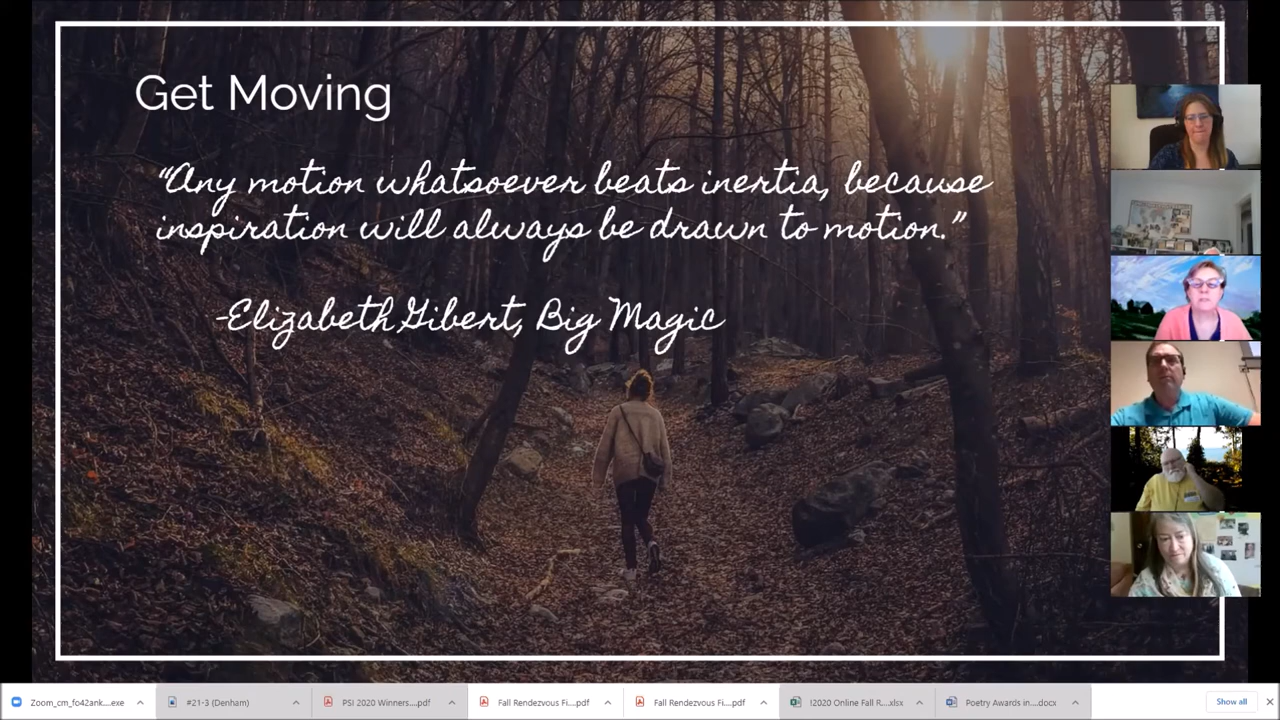 Get Moving
“Any motion whatsoever beats inertia, because
inspiration will always be drawn to motion.”
-Elizabeth Gibert, Big Magic
Zoom_cm_fo42ank....exe
#21-3 (Denham)
PSI 2020 Winners....pdf
Fall Rendezvous Fi....pdf
Fall Rendezvous Fi....pdf
I2020 Online Fall R....xlsx
Poetry Awards in....docx
Show all